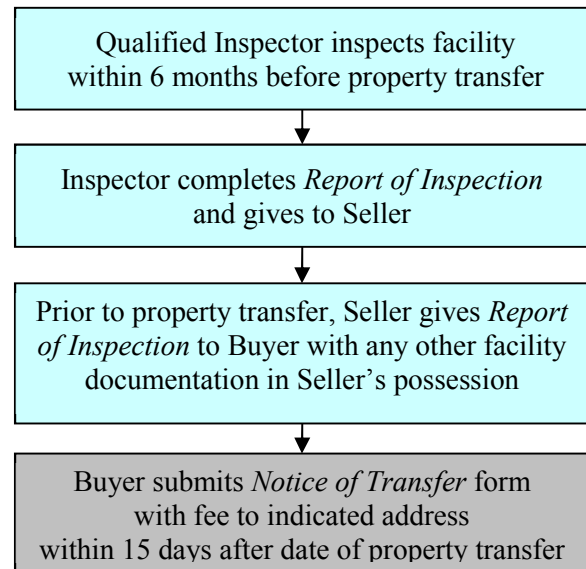 Qualified Inspector inspects facility
within 6 months before property transfer
Inspector completes Report of Inspection
and gives to Seller
Prior to property transfer, Seller gives Report
of Inspection to Buyer with any other facility
documentation in Seller’s possession
Buyer submits Notice of Transfer form
with fee to indicated address
within 15 days after date of property transfer